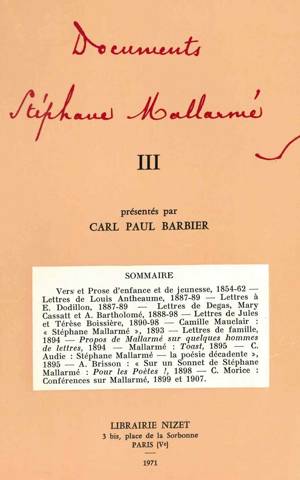 Documents
Stéphane Mallarmé
III
présentés par
CARL PAUL BARBIER
SOMMAIRE
Vers et Prose d'enfance et de jeunesse, 1854-62 —
Lettres de Louis Antheaume, 1887-89 — Lettres à
E. Dodillon, 1887-89 — Lettres de Degas, Mary
Cassatt et A. Bartholomé, 1888-98 — Lettres de Jules
et Térèse Boissière, 1890-98 — Camille Mauclair :
« Stéphane Mallarmé », 1893 — Lettres de famille,
1894 — Propos de Mallarmé sur quelques hommes
de lettres, 1894 — Mallarmé : Toast, 1895 — C.
Audie : Stéphane Mallarmé — la poésie décadente »,
1895 — A. Brisson : « Sur un Sonnet de Stéphane
Mallarmé : Pour les Poètes !, 1898 — C. Morice :
Conférences sur Mallarmé, 1899 et 1907.
LIBRAIRIE NIZET
3 bis, place de la Sorbonne
PARIS (Ve)
1971